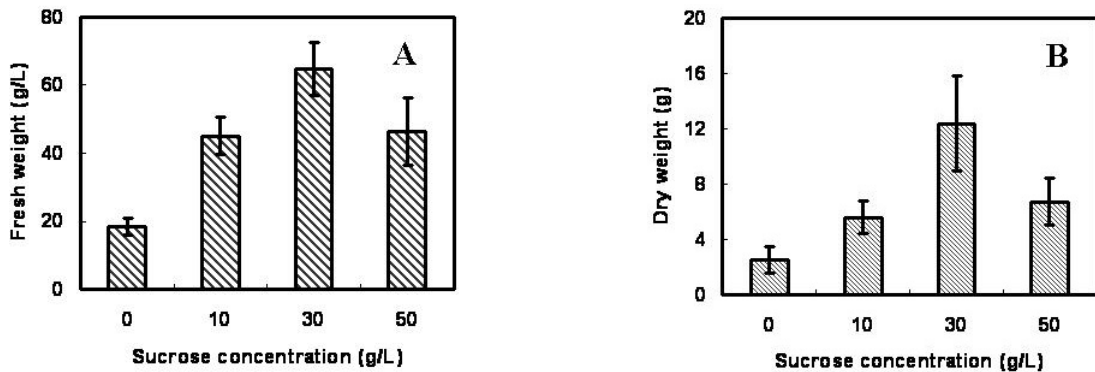 80
60
40
20
0
Fresh weight (g/L)
A
0 10 30 50
Sucrose concentration (g/L)
20
16
12
8
4
0
Dry weight (g)
B
0 10 30 50
Sucrose concentration (g/L)